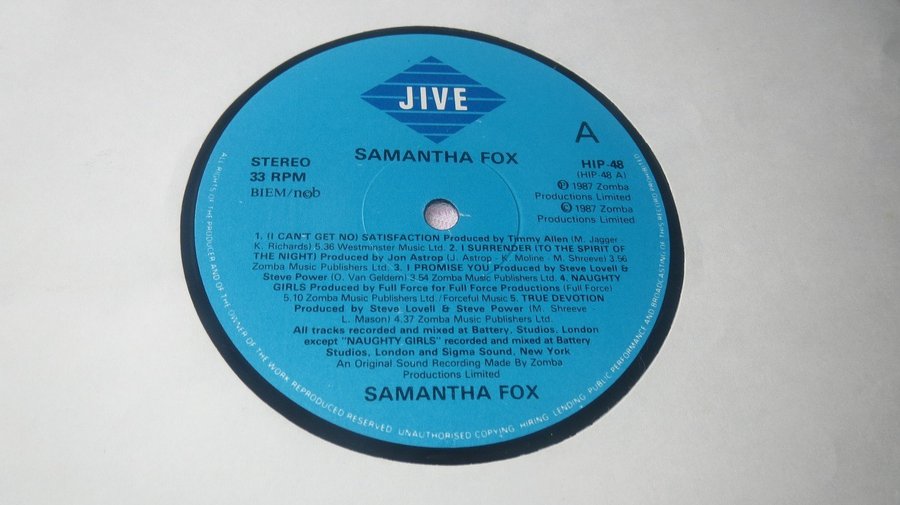 JIVE
A
SAMANTHA FOX
STEREO
33 RPM
BIEM/ncb
HIP-48
(HIP-48 A)
℗ 1987 Zomba
Productions Limited
© 1987 Zomba
Productions Limited
1. (I CAN'T GET NO) SATISFACTION Produced by Timmy Allen (M. Jagger
K. Richards) 5.36 Westminster Music Ltd. 2. I SURRENDER (TO THE SPIRIT OF
THE NIGHT) Produced by Jon Astrop (J. Astrop - K. Moline - M. Shreeve) 3.56
Zomba Music Publishers Ltd. 3. I PROMISE YOU Produced by Steve Lovell &
Steve Power (O. Van Geldern) 3.54 Zomba Music Publishers Ltd. 4. NAUGHTY
GIRLS Produced by Full Force for Full Force Productions (Full Force)
5.10 Zomba Music Publishers Ltd./Forceful Music 5. TRUE DEVOTION
Produced by Steve Lovell & Steve Power (M. Shreeve -
L. Mason) 4.37 Zomba Music Publishers Ltd.
All tracks recorded and mixed at Battery. Studios, London
except "NAUGHTY GIRLS" recorded and mixed at Battery
Studios, London and Sigma Sound, New York
An Original Sound Recording Made By Zomba
Productions Limited
SAMANTHA FOX
ALL RIGHTS OF THE PRODUCER AND OF THE OWNER OF THE WORK REPRODUCED RESERVED. UNAUTHORISED COPYING, HIRING, LENDING, PUBLIC PERFORMANCE AND BROADCASTING OF THIS RECORD PROHIBITED